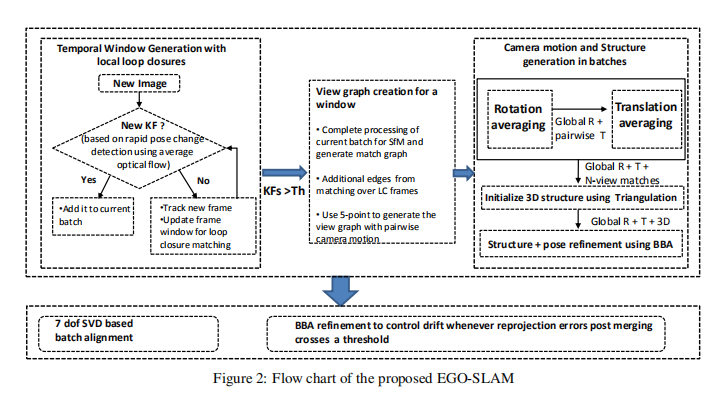 Temporal Window Generation with
local loop closures
New Image
New KF ?
(based on rapid pose change
detection using average
optical flow)
Yes
No
•Add it to current
batch
•Track new frame
•Update frame
window for loop
closure matching
KFs >Th
View graph creation for a
window
• Complete processing of
current batch for SfM and
generate match graph
• Additional edges from
matching over LC frames
• Use 5-point to generate the
view graph with pairwise
camera motion
Camera motion and Structure
generation in batches
Rotation
averaging
Global R +
pairwise T
Translation
averaging
Global R + T +
N-view matches
Initialize 3D structure using Triangulation
Global R + T + 3D
Structure + pose refinement using BBA
7 dof SVD based
batch alignment
BBA refinement to control drift whenever reprojection errors post merging
crosses a threshold
Figure 2: Flow chart of the proposed EGO-SLAM